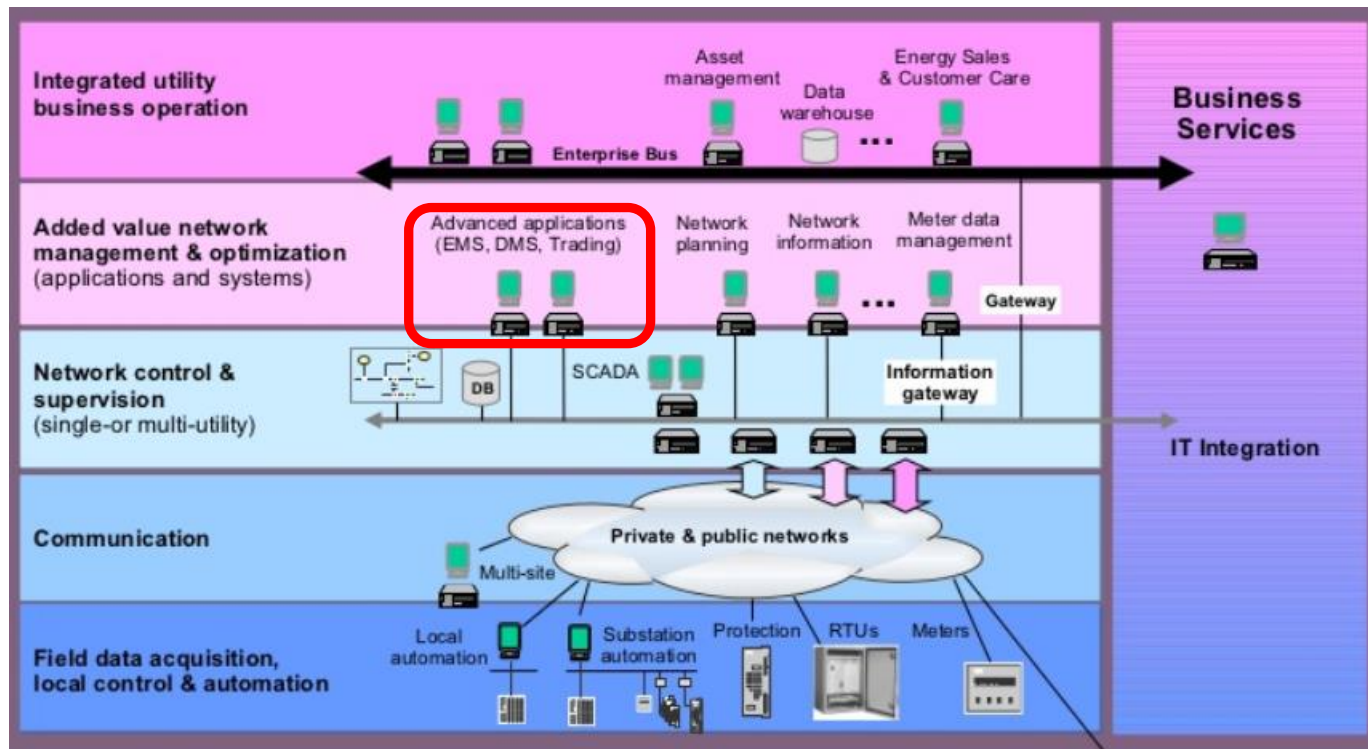 Integrated utility
business operation
Asset
management
Data
warehouse
Energy Sales
& Customer Care
Enterprise Bus
Business
Services
Added value network
management & optimization
(applications and systems)
Advanced applications
(EMS, DMS, Trading)
Network
planning
Network
information
Meter data
management
Gateway
Network control &
supervision
(single-or multi-utility)
DB
SCADA
Information
gateway
IT Integration
Communication
Private & public networks
Multi-site
Field data acquisition,
local control & automation
Local
automation
Substation
automation
Protection
RTUs
Meters